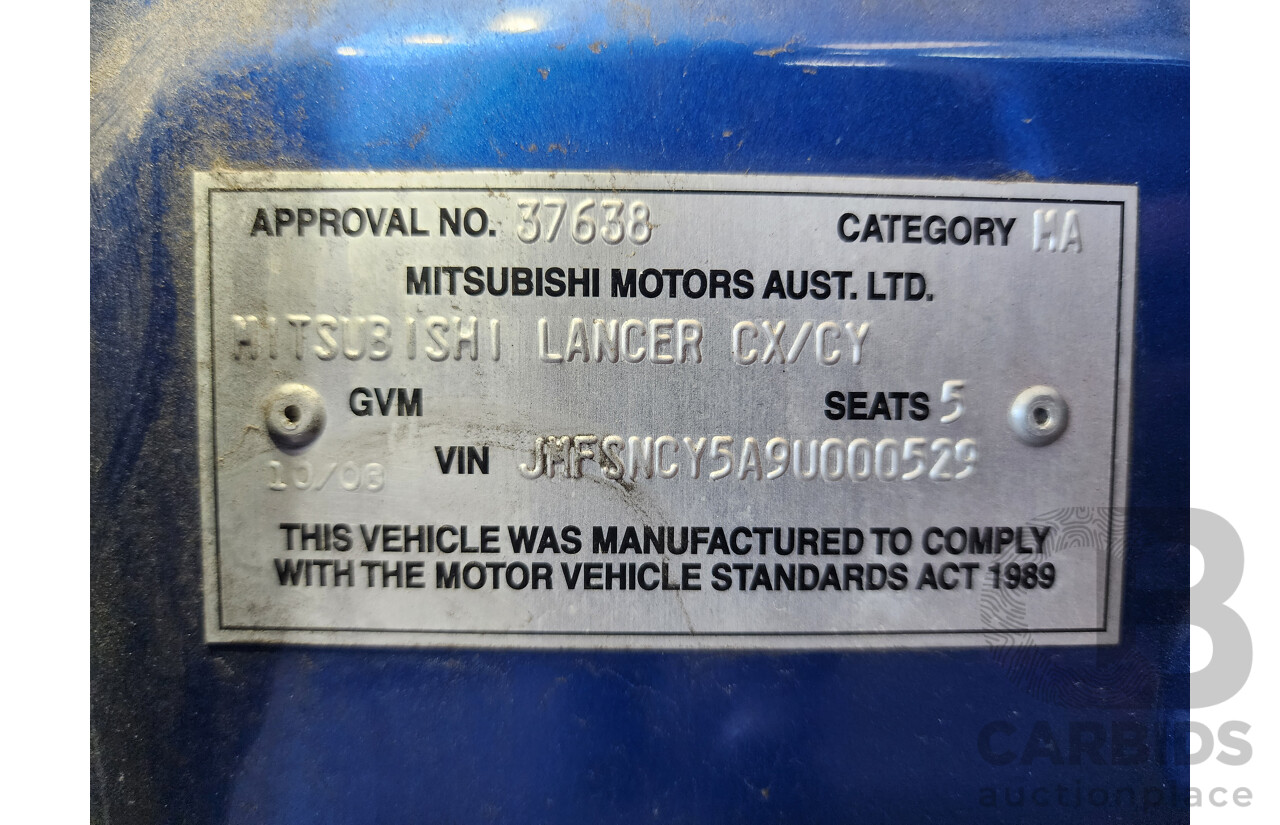 APPROVAL NO. 37638 CATEGORY MA
MITSUBISHI MOTORS AUST. LTD.
MITSUBISHI LANCER CX/CY
GVM SEATS 5
10/08 VIN JMFSNCY5A9U000529
THIS VEHICLE WAS MANUFACTURED TO COMPLY
WITH THE MOTOR VEHICLE STANDARDS ACT 1989
CB
CARBIDS
auctionplace